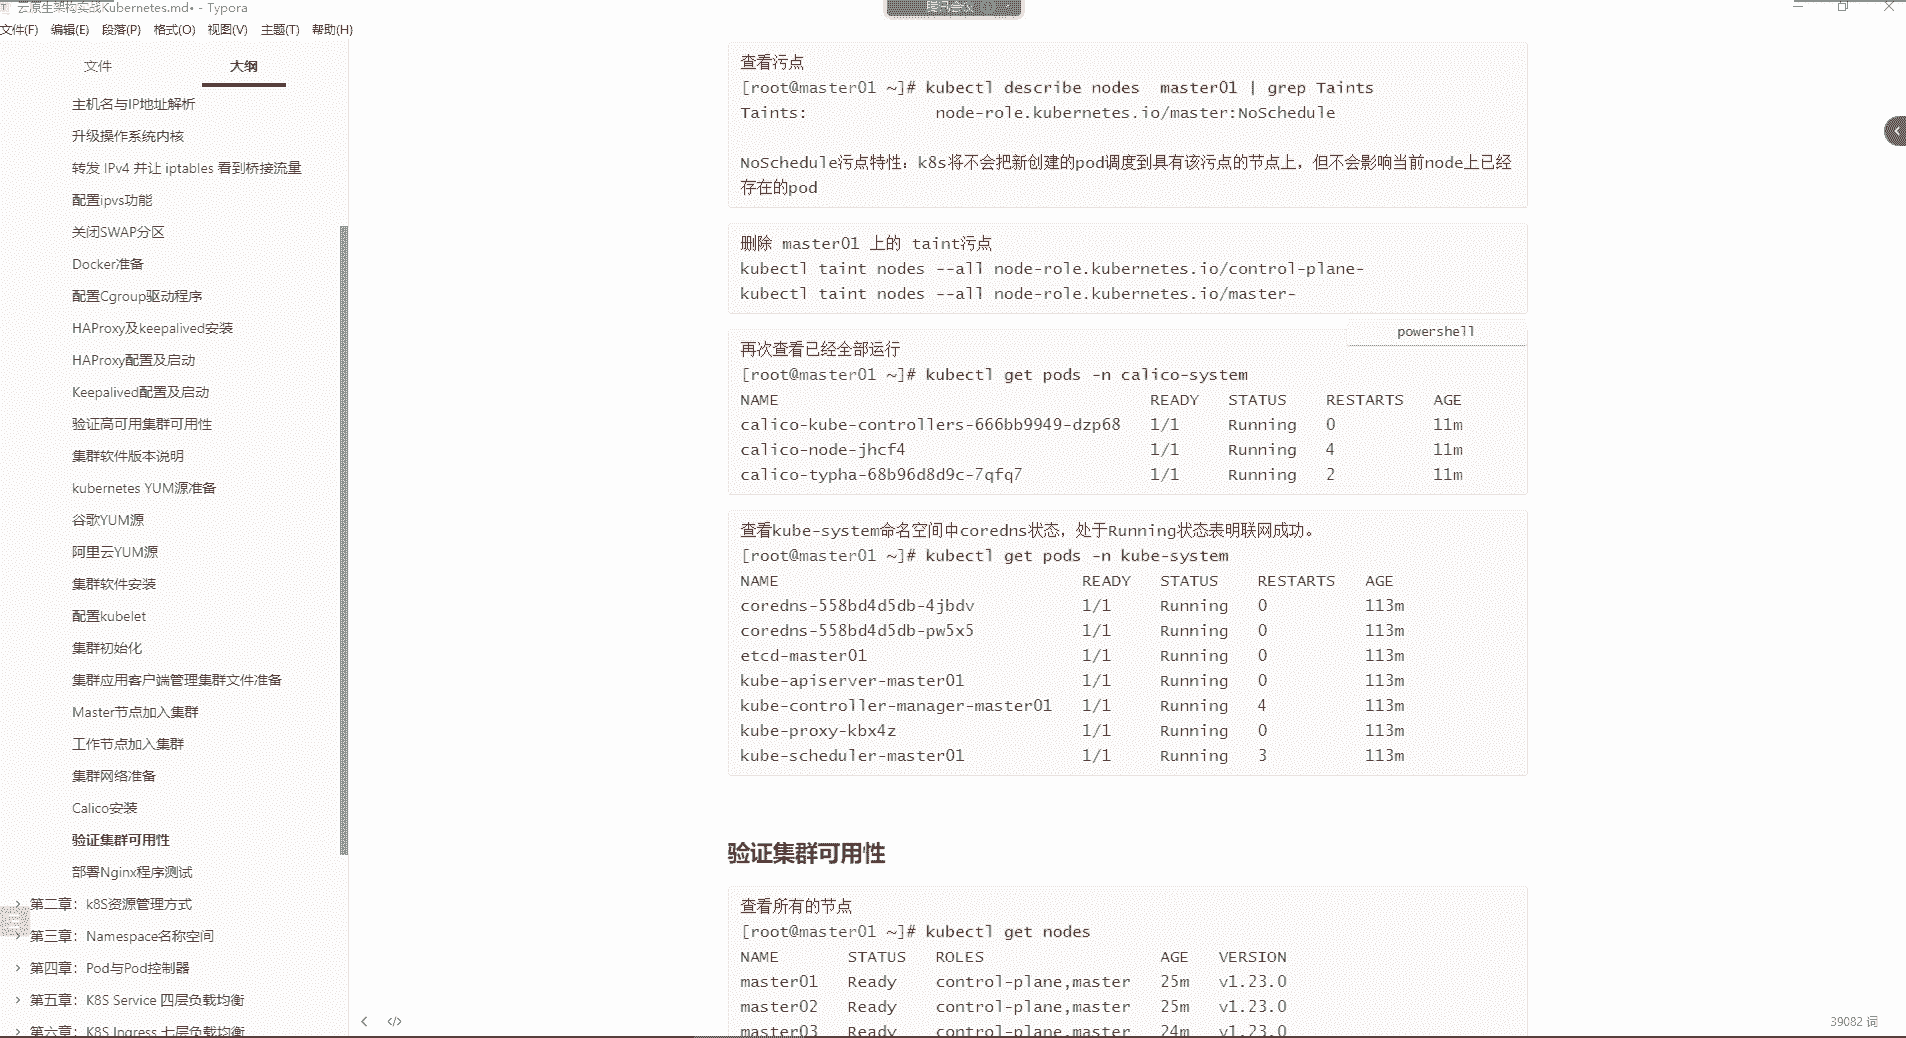 云原生架构实战Kubernetes.md• - Typora
腾讯会议
文件(F) 编辑(E) 段落(P) 格式(O) 视图(V) 主题(T) 帮助(H)
文件 大纲
主机名与IP地址解析
升级操作系统内核
转发 IPv4 并让 iptables 看到桥接流量
配置ipvs功能
关闭SWAP分区
Docker准备
配置Cgroup驱动程序
HAProxy及keepalived安装
HAProxy配置及启动
Keepalived配置及启动
验证高可用集群可用性
集群软件版本说明
kubernetes YUM源准备
谷歌YUM源
阿里云YUM源
集群软件安装
配置kubelet
集群初始化
集群应用客户端管理集群文件准备
Master节点加入集群
工作节点加入集群
集群网络准备
Calico安装
验证集群可用性
部署Nginx程序测试
第二章：k8S资源管理方式
第三章：Namespace名称空间
第四章：Pod与Pod控制器
第五章：K8S Service 四层负载均衡
第六章：K8S Ingress 七层负载均衡
查看污点
[root@master01 ~]# kubectl describe nodes  master01 | grep Taints
Taints:             node-role.kubernetes.io/master:NoSchedule
NoSchedule污点特性：k8s将不会把新创建的pod调度到具有该污点的节点上，但不会影响当前node上已经
存在的pod
删除 master01 上的 taint污点
kubectl taint nodes --all node-role.kubernetes.io/control-plane-
kubectl taint nodes --all node-role.kubernetes.io/master-
powershell
再次查看已经全部运行
[root@master01 ~]# kubectl get pods -n calico-system
NAME READY STATUS RESTARTS AGE
calico-kube-controllers-666bb9949-dzp68 1/1 Running 0 11m
calico-node-jhcf4 1/1 Running 4 11m
calico-typha-68b96d8d9c-7qfq7 1/1 Running 2 11m
查看kube-system命名空间中coredns状态，处于Running状态表明联网成功。
[root@master01 ~]# kubectl get pods -n kube-system
NAME READY STATUS RESTARTS AGE
coredns-558bd4d5db-4jbdv 1/1 Running 0 113m
coredns-558bd4d5db-pw5x5 1/1 Running 0 113m
etcd-master01 1/1 Running 0 113m
kube-apiserver-master01 1/1 Running 0 113m
kube-controller-manager-master01 1/1 Running 4 113m
kube-proxy-kbx4z 1/1 Running 0 113m
kube-scheduler-master01 1/1 Running 3 113m
验证集群可用性
查看所有的节点
[root@master01 ~]# kubectl get nodes
NAME STATUS ROLES AGE VERSION
master01 Ready control-plane,master 25m v1.23.0
master02 Ready control-plane,master 25m v1.23.0
master03 Ready control-plane,master 24m v1.23.0
39082 词